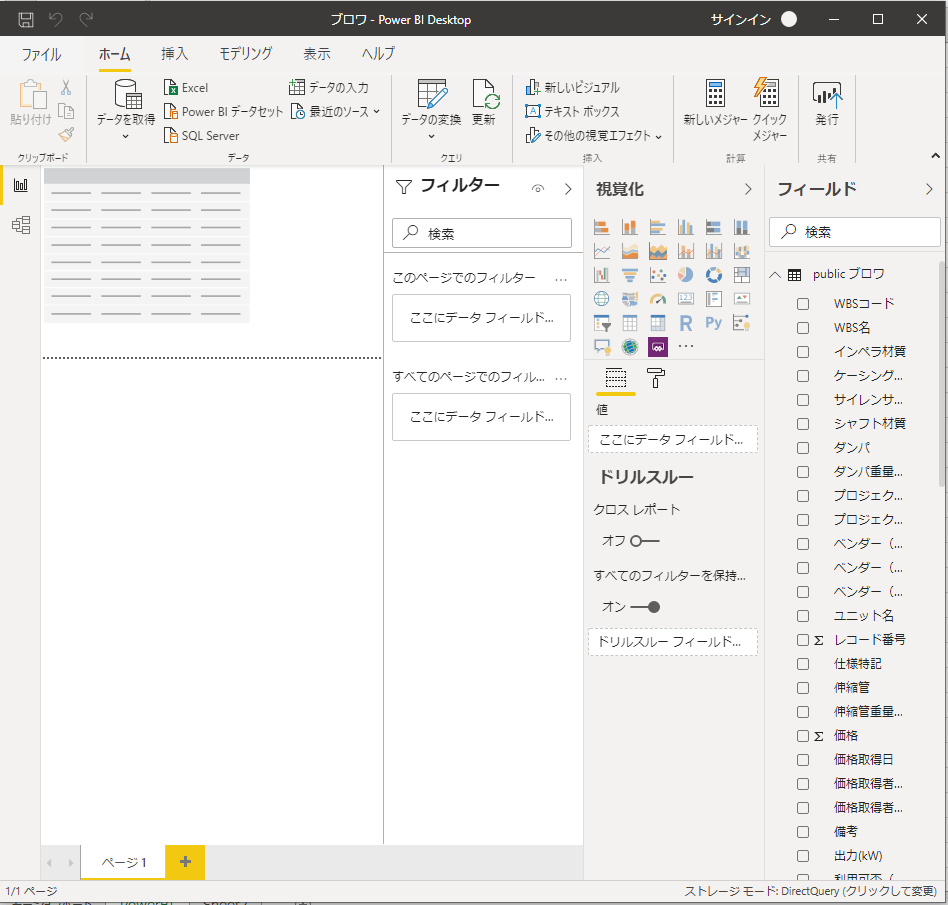 ブロワ - Power BI Desktop
サインイン
ファイル ホーム 挿入 モデリング 表示 ヘルプ
貼り付け
クリップボード
データを取得
Excel
Power BI データセット
SQL Server
データの入力
最近のソース
データ
データの変換
更新
クエリ
新しいビジュアル
テキスト ボックス
その他の視覚エフェクト
挿入
新しいメジャー
クイック
メジャー
計算
発行
共有
フィルター
検索
このページでのフィルター ...
ここにデータ フィールド...
すべてのページでのフィル... ...
ここにデータ フィールド...
視覚化
123
R
Py
...
値
ここにデータ フィールド...
ドリルスルー
クロス レポート
オフ
すべてのフィルターを保持...
オン
ドリルスルー フィールド...
フィールド
検索
public ブロワ
WBSコード
WBS名
インペラ材質
ケーシング...
サイレンサ...
シャフト材質
ダンパ
ダンパ重量...
プロジェク...
プロジェク...
ベンダー（...
ベンダー（...
ベンダー（...
ユニット名
Σ レコード番号
仕様特記
伸縮管
伸縮管重量...
Σ 価格
価格取得日
価格取得者...
価格取得者...
備考
出力(kW)
ページ 1
+
1/1 ページ
ストレージ モード: DirectQuery (クリックして変更)